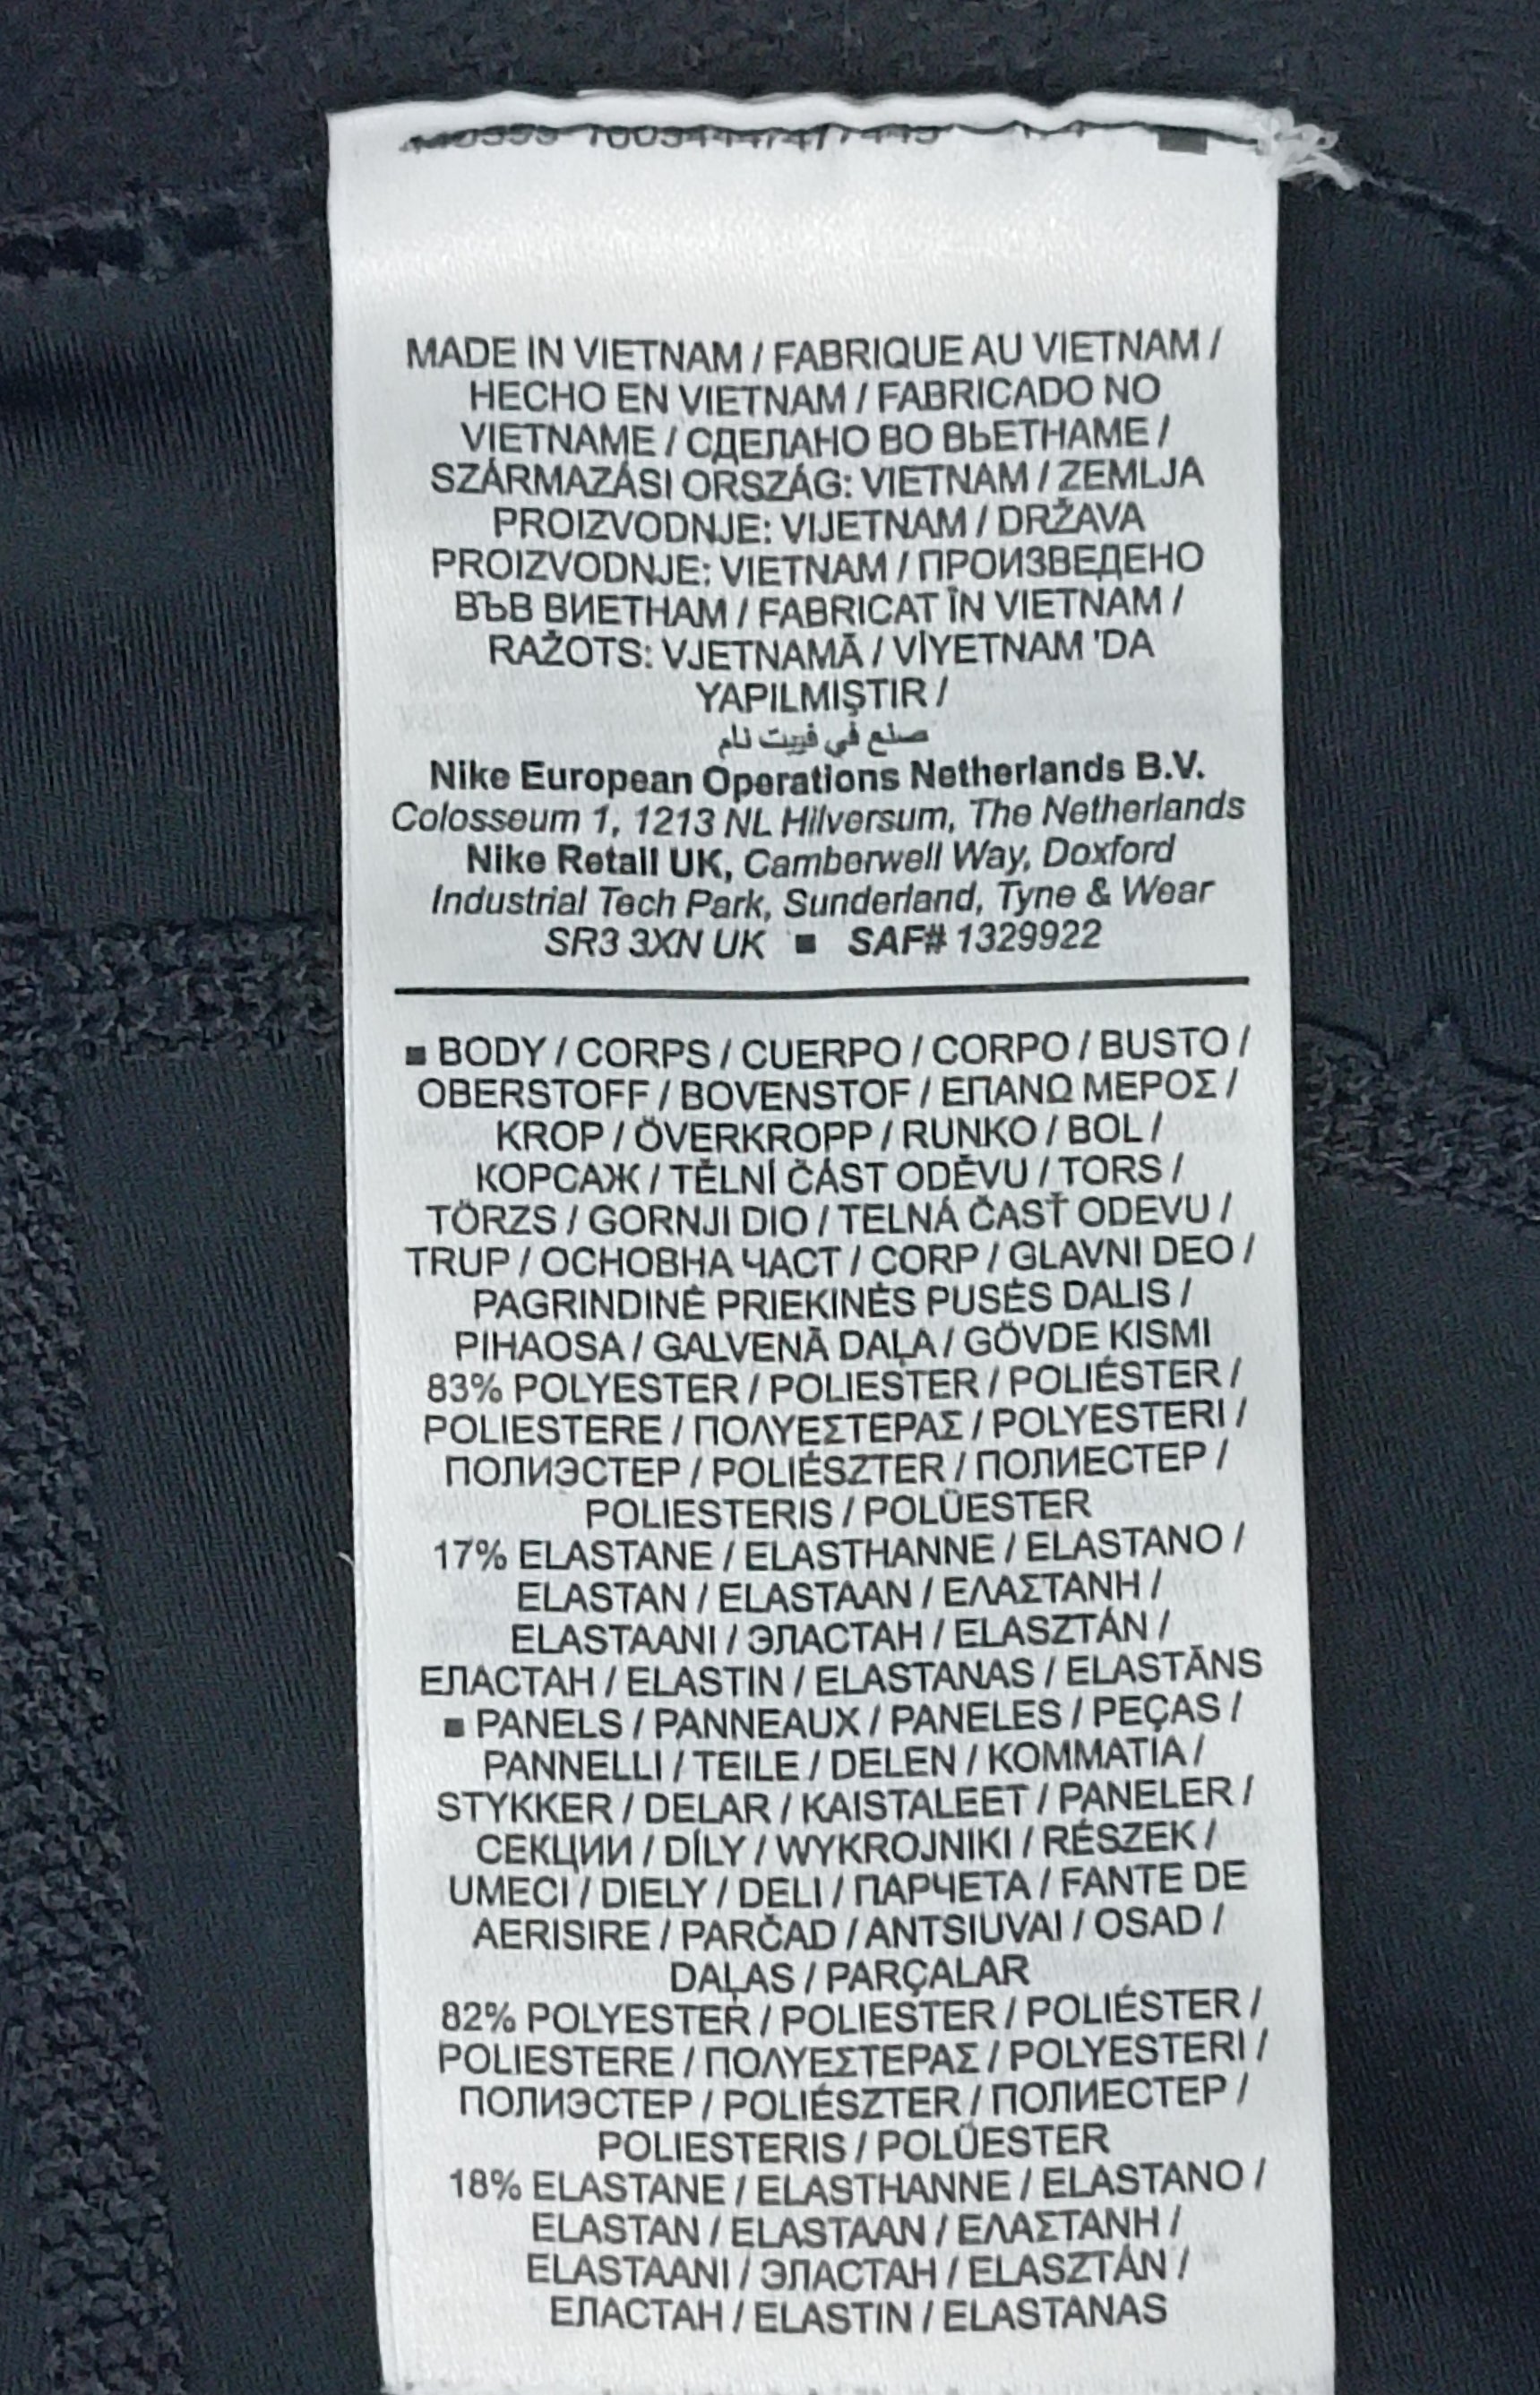 MADE IN VIETNAM / FABRIQUE AU VIETNAM /
HECHO EN VIETNAM / FABRICADO NO
VIETNAME / СДЕЛАНО ВО ВЬЕТНАМЕ /
SZÁRMAZÁSI ORSZÁG: VIETNAM / ZEMLJA
PROIZVODNJE: VIJETNAM / DRŽAVA
PROIZVODNJE: VIETNAM / ПРОИЗВЕДЕНО
ВЪВ ВИЕТНАМ / FABRICAT ÎN VIETNAM /
RAŽOTS: VJETNAMĀ / VİYETNAM 'DA
YAPILMIŞTIR /
صنع في فييت نام
Nike European Operations Netherlands B.V.
Colosseum 1, 1213 NL Hilversum, The Netherlands
Nike Retail UK, Camberwell Way, Doxford
Industrial Tech Park, Sunderland, Tyne & Wear
SR3 3XN UK ■ SAF# 1329922
■ BODY / CORPS / CUERPO / CORPO / BUSTO /
OBERSTOFF / BOVENSTOF / ΕΠΑΝΩ ΜΕΡΟΣ /
KROP / ÖVERKROPP / RUNKO / BOL /
КОРСАЖ / TĚLNÍ ČÁST ODĚVU / TORS /
TÖRZS / GORNJI DIO / TELNÁ ČASŤ ODEVU /
TRUP / ОСНОВНА ЧАСТ / CORP / GLAVNI DEO /
PAGRINDINĖ PRIEKINĖS PUSĖS DALIS /
PIHAOSA / GALVENĀ DAĻA / GÖVDE KISMI
83% POLYESTER / POLIESTER / POLIÉSTER /
POLIESTERE / ΠΟΛΥΕΣΤΕΡΑΣ / POLYESTERI /
ПОЛИЭСТЕР / POLIÉSZTER / ПОЛИЕСТЕР /
POLIESTERIS / POLÜESTER
17% ELASTANE / ELASTHANNE / ELASTANO /
ELASTAN / ELASTAAN / ΕΛΑΣΤΑΝΗ /
ELASTAANI / ЭЛАСТАН / ELASZTÁN /
ЕЛАСТАН / ELASTIN / ELASTANAS / ELASTĀNS
■ PANELS / PANNEAUX / PANELES / PEÇAS /
PANNELLI / TEILE / DELEN / ΚΟΜΜΑΤΙΑ /
STYKKER / DELAR / KAISTALEET / PANELER /
СЕКЦИИ / DÍLY / WYKROJNIKI / RÉSZEK /
UMECI / DIELY / DELI / ПАРЧЕТА / FANTE DE
AERISIRE / PARČAD / ANTSIUVAI / OSAD /
DAĻAS / PARÇALAR
82% POLYESTER / POLIESTER / POLIÉSTER /
POLIESTERE / ΠΟΛΥΕΣΤΕΡΑΣ / POLYESTERI /
ПОЛИЭСТЕР / POLIÉSZTER / ПОЛИЕСТЕР /
POLIESTERIS / POLÜESTER
18% ELASTANE / ELASTHANNE / ELASTANO /
ELASTAN / ELASTAAN / ΕΛΑΣΤΑΝΗ /
ELASTAANI / ЭЛАСТАН / ELASZTÁN /
ЕЛАСТАН / ELASTIN / ELASTANAS